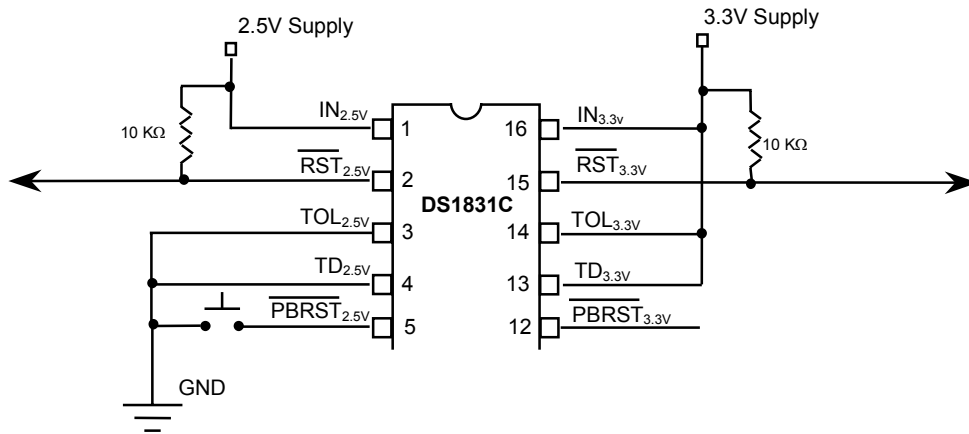 2.5V Supply
3.3V Supply
10 KΩ
IN2.5V
1
16
IN3.3v
10 KΩ
RST2.5V
2
15
RST3.3V
DS1831C
TOL2.5V
3
14
TOL3.3V
TD2.5V
4
13
TD3.3V
PBRST2.5V
5
12
PBRST3.3V
GND